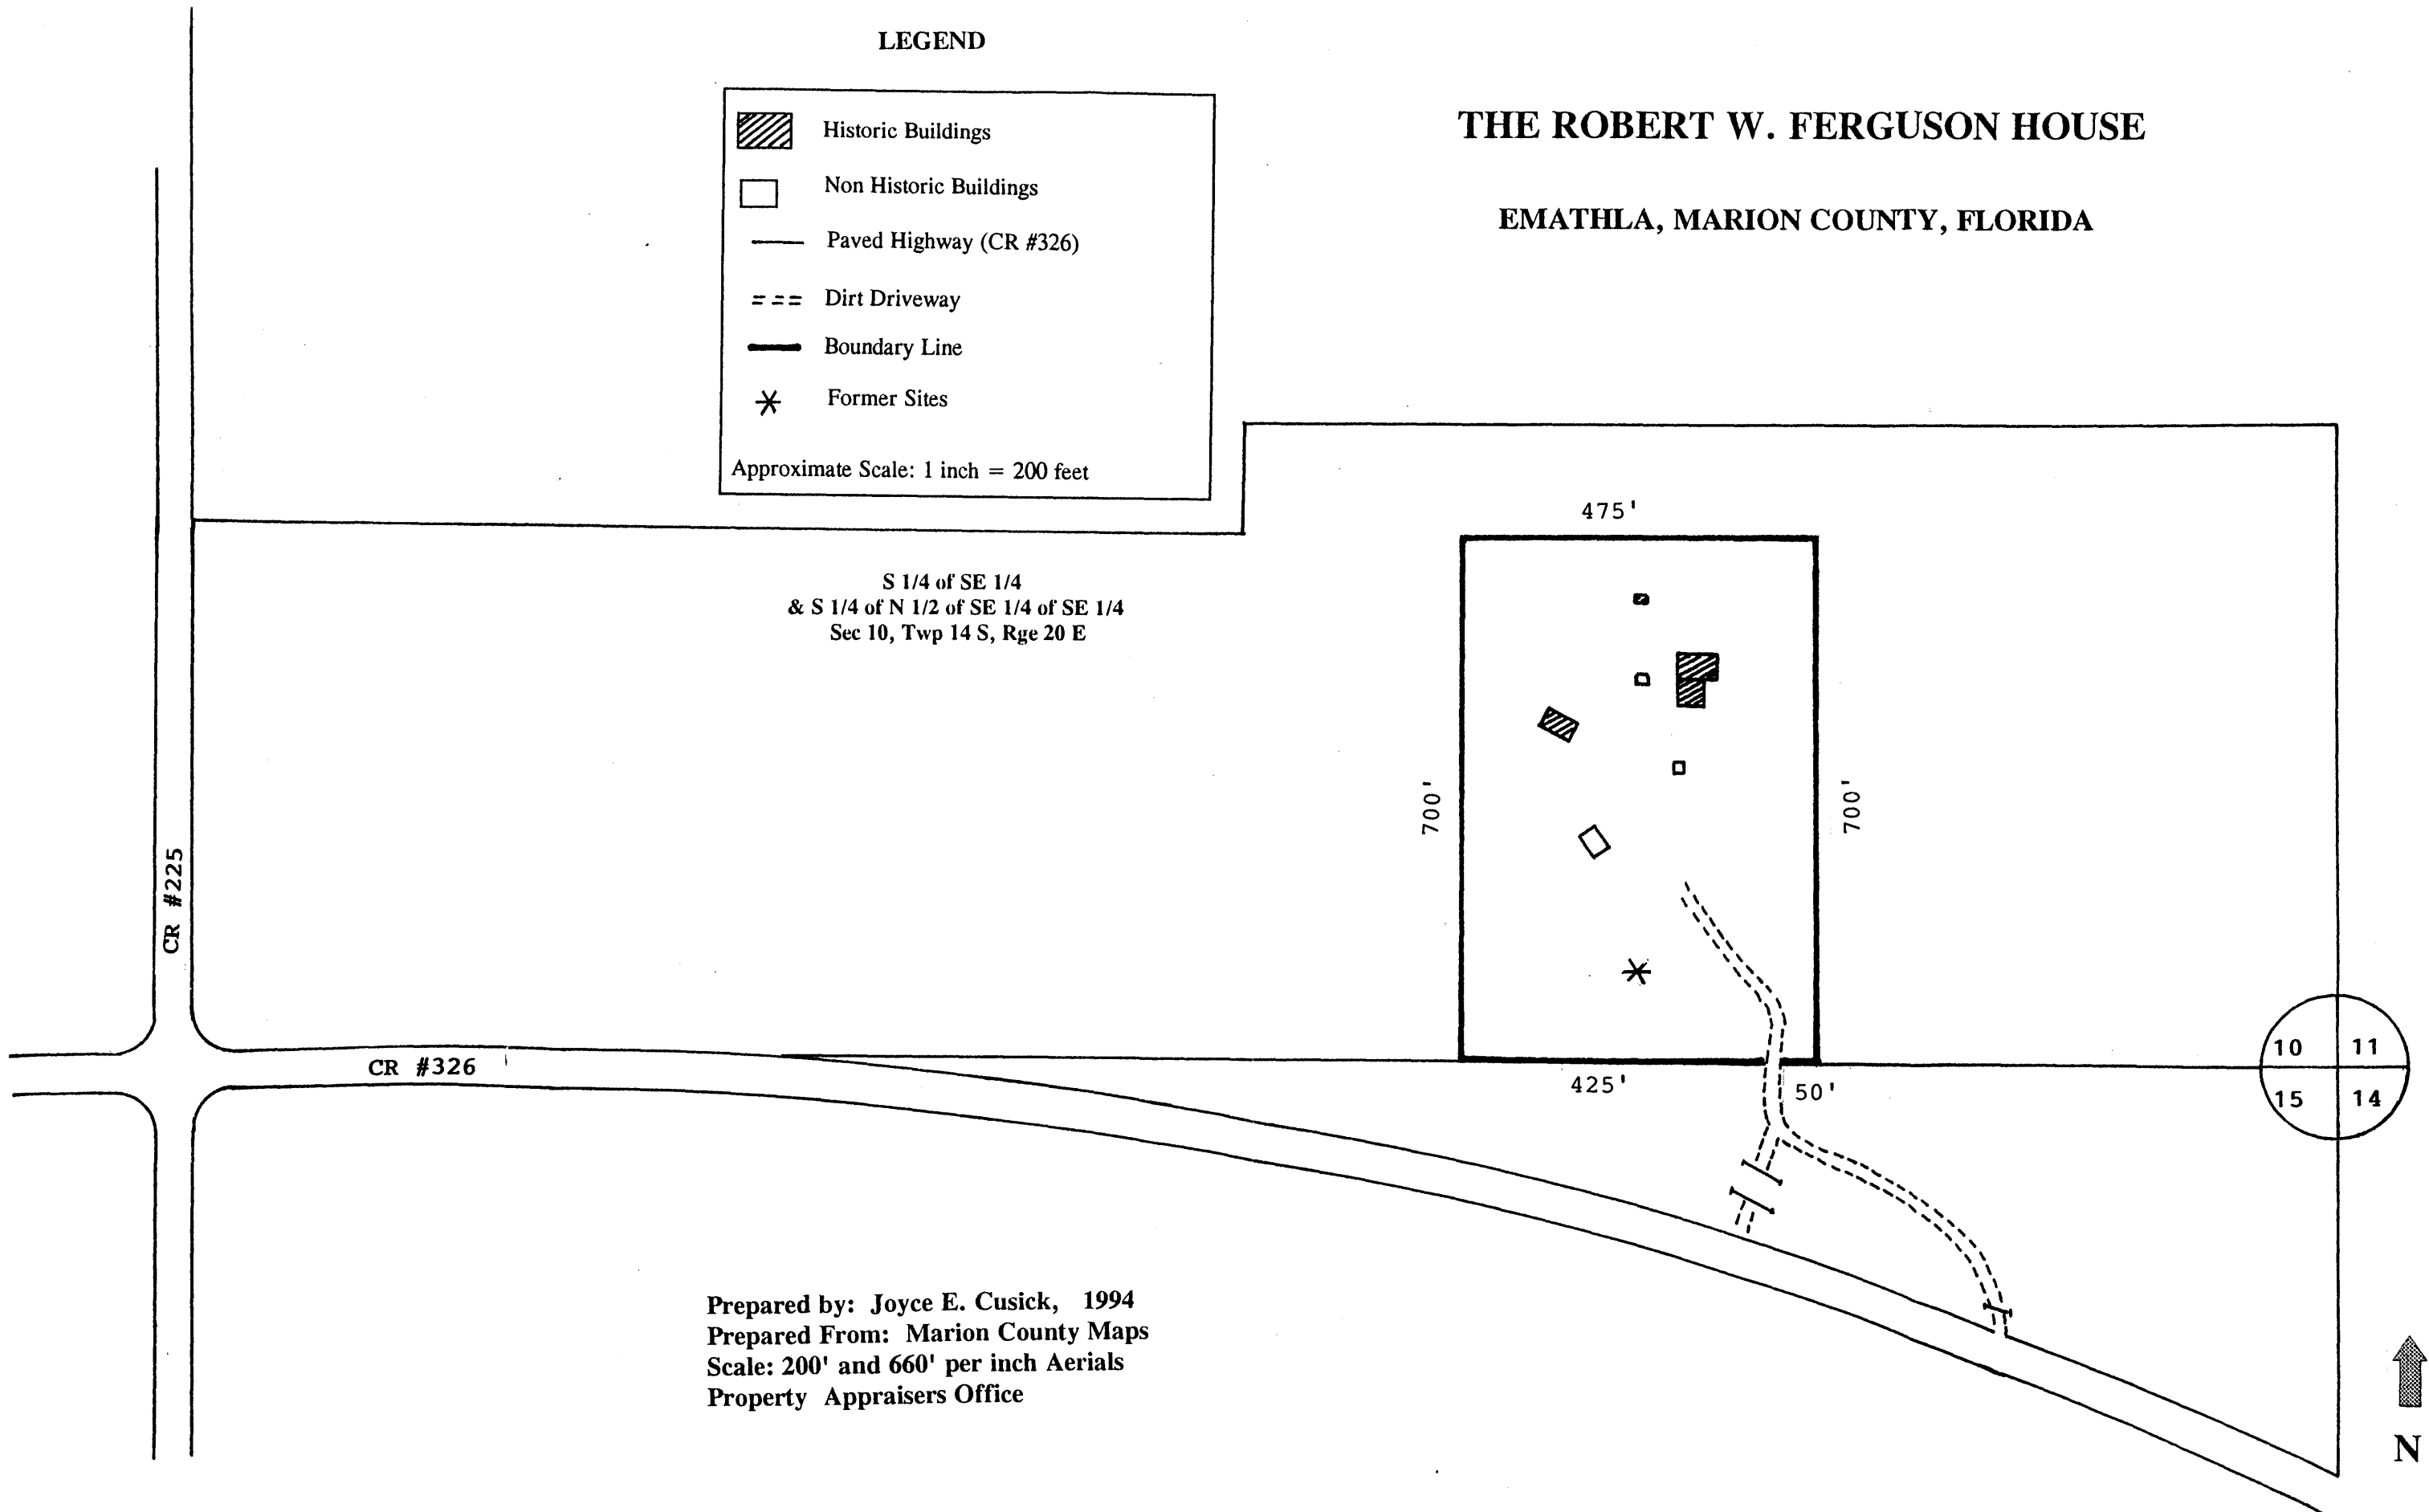 LEGEND
Historic Buildings
Non Historic Buildings
Paved Highway (CR #326)
Dirt Driveway
Boundary Line
Former Sites
Approximate Scale: 1 inch = 200 feet
THE ROBERT W. FERGUSON HOUSE
EMATHLA, MARION COUNTY, FLORIDA
S 1/4 of SE 1/4
& S 1/4 of N 1/2 of SE 1/4 of SE 1/4
Sec 10, Twp 14 S, Rge 20 E
475'
700'
700'
425'
50'
CR #225
CR #326
10
11
15
14
Prepared by: Joyce E. Cusick, 1994
Prepared From: Marion County Maps
Scale: 200' and 660' per inch Aerials
Property Appraisers Office
N